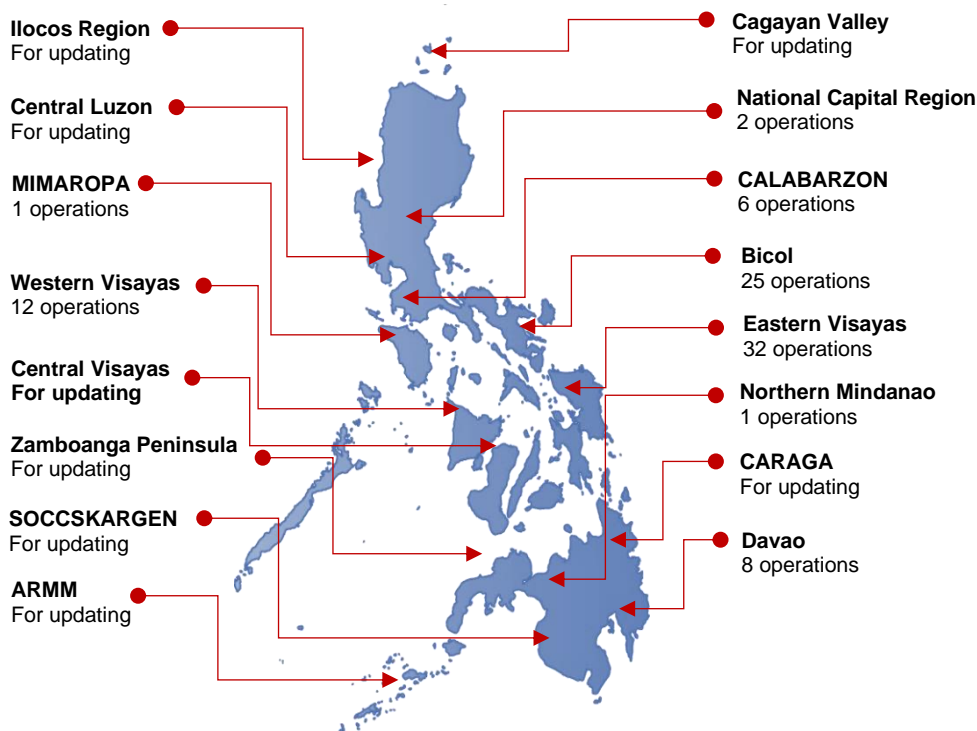 Ilocos Region
For updating
Central Luzon
For updating
MIMAROPA
1 operations
Western Visayas
12 operations
Central Visayas
For updating
Zamboanga Peninsula
For updating
SOCCSKARGEN
For updating
ARMM
For updating
Cagayan Valley
For updating
National Capital Region
2 operations
CALABARZON
6 operations
Bicol
25 operations
Eastern Visayas
32 operations
Northern Mindanao
1 operations
CARAGA
For updating
Davao
8 operations